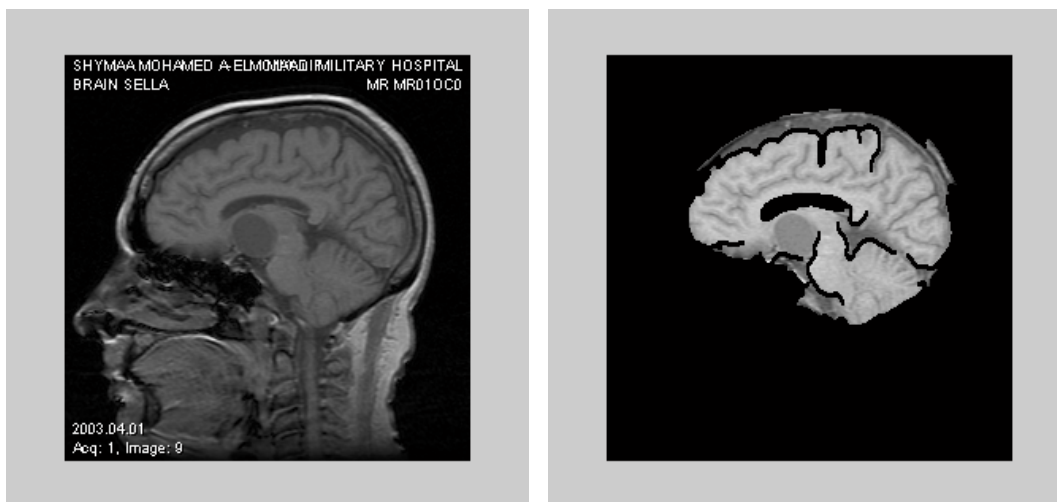 SHYMAA MOHAMED A MILITARY HOSPITAL
BRAIN SELLA MR MR01OC0
2003.04.01
Acq: 1, Image: 9